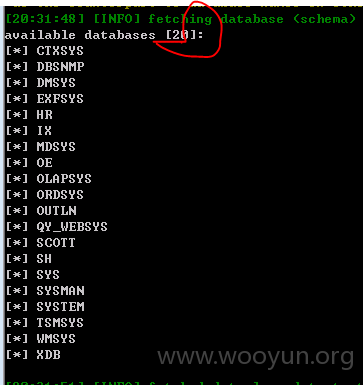 [20:31:48] [INFO] fetching database (schema)
available databases [20]:
[*] CTXSYS
[*] DBSNMP
[*] DMSYS
[*] EXFSYS
[*] HR
[*] IX
[*] MDSYS
[*] OE
[*] OLAPSYS
[*] ORDSYS
[*] OUTLN
[*] QY_WEBSYS
[*] SCOTT
[*] SH
[*] SYS
[*] SYSMAN
[*] SYSTEM
[*] TSMSYS
[*] WMSYS
[*] XDB
www.wooyun.org